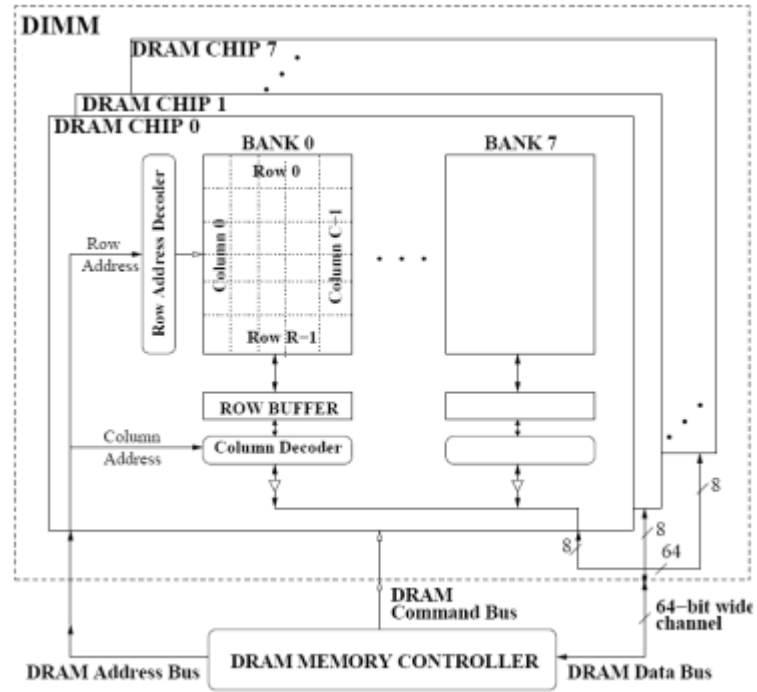 DIMM
DRAM CHIP 7
DRAM CHIP 1
DRAM CHIP 0
BANK 0
BANK 7
Row Address Decoder
Row 0
Column 0
Column C−1
Row R−1
Row
Address
ROW BUFFER
Column
Address
Column Decoder
8
8
8
64
DRAM
Command Bus
64−bit wide
channel
DRAM MEMORY CONTROLLER
DRAM Address Bus
DRAM Data Bus